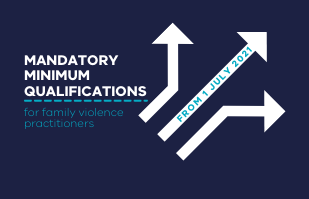 MANDATORY
MINIMUM
QUALIFICATIONS
for family violence
practitioners
FROM 1 JULY 2021